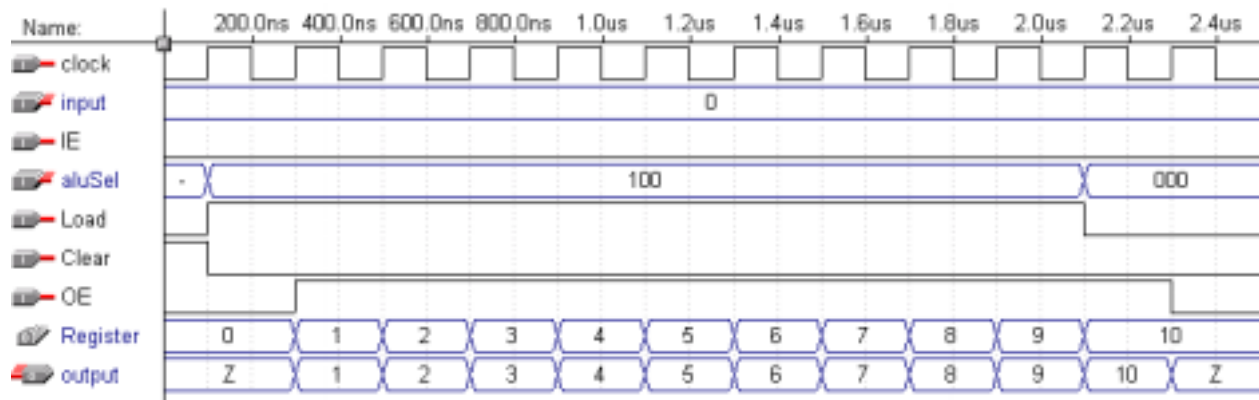 Name: 200.0ns 400.0ns 600.0ns 800.0ns 1.0us 1.2us 1.4us 1.6us 1.8us 2.0us 2.2us 2.4us
clock
input 0
IE
aluSel - 100 000
Load
Clear
OE
Register 0 1 2 3 4 5 6 7 8 9 10
output Z 1 2 3 4 5 6 7 8 9 10 Z